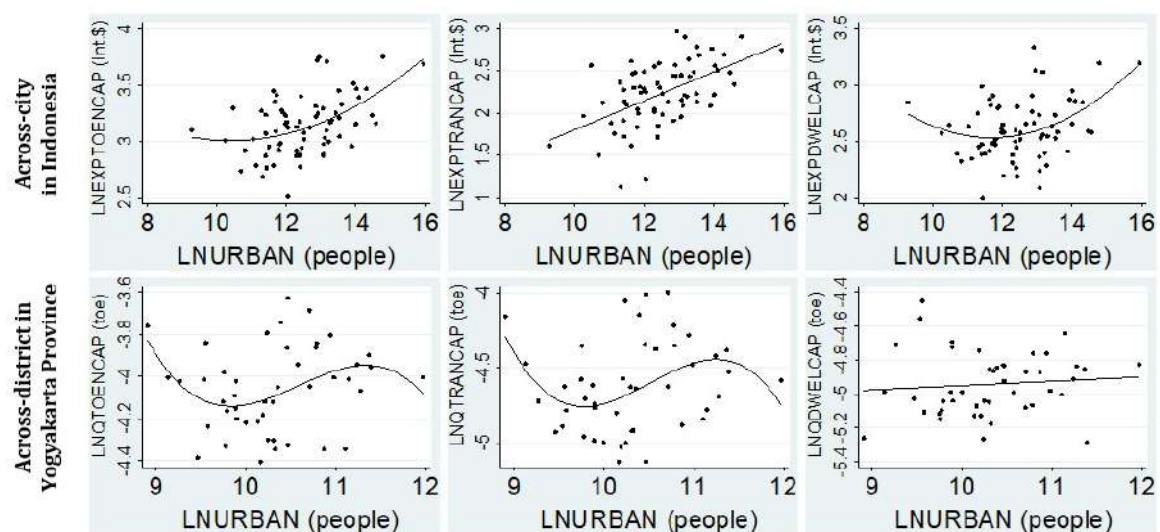 Across-city
in Indonesia
LNEXPTOENCAP (Int.$)
2.5 3 3.5 4
8 10 12 14 16
LNURBAN (people)
LNEXPTRANCAP (Int.$)
1 1.5 2 2.5 3
8 10 12 14 16
LNURBAN (people)
LNEXPDWELCAP (Int.$)
2 2.5 3 3.5
8 10 12 14 16
LNURBAN (people)
Across-district in
Yogyakarta Province
LNQTOENCAP (toe)
-4.4 -4.2 -4 -3.8 -3.6
9 10 11 12
LNURBAN (people)
LNQTRANCAP (toe)
-5 -4.5 -4
9 10 11 12
LNURBAN (people)
LNQDWELCAP (toe)
-5.4 -5.2 -5 -4.8 -4.6 -4.4
9 10 11 12
LNURBAN (people)